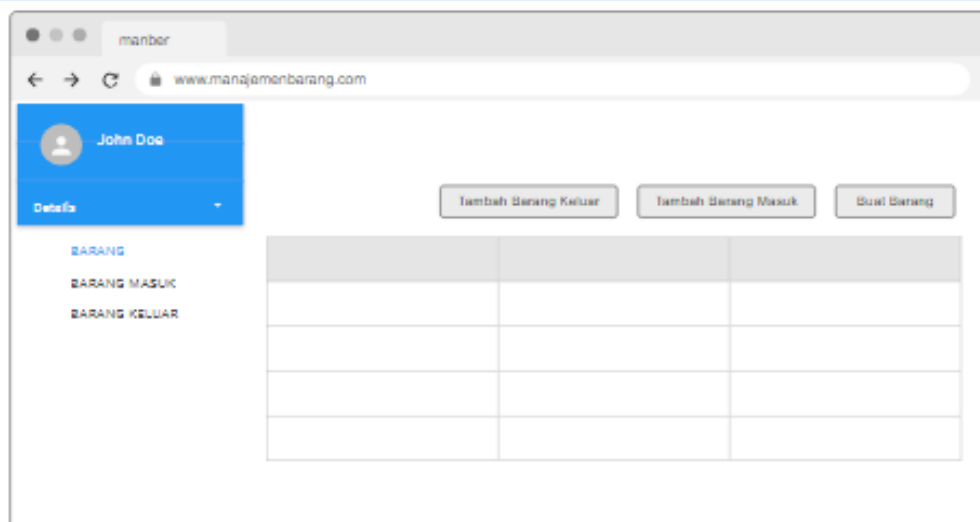 manber
www.manajemenbarang.com
John Doe
Details
Tambah Barang Keluar
Tambah Barang Masuk
Buat Barang
BARANG
BARANG MASUK
BARANG KELUAR